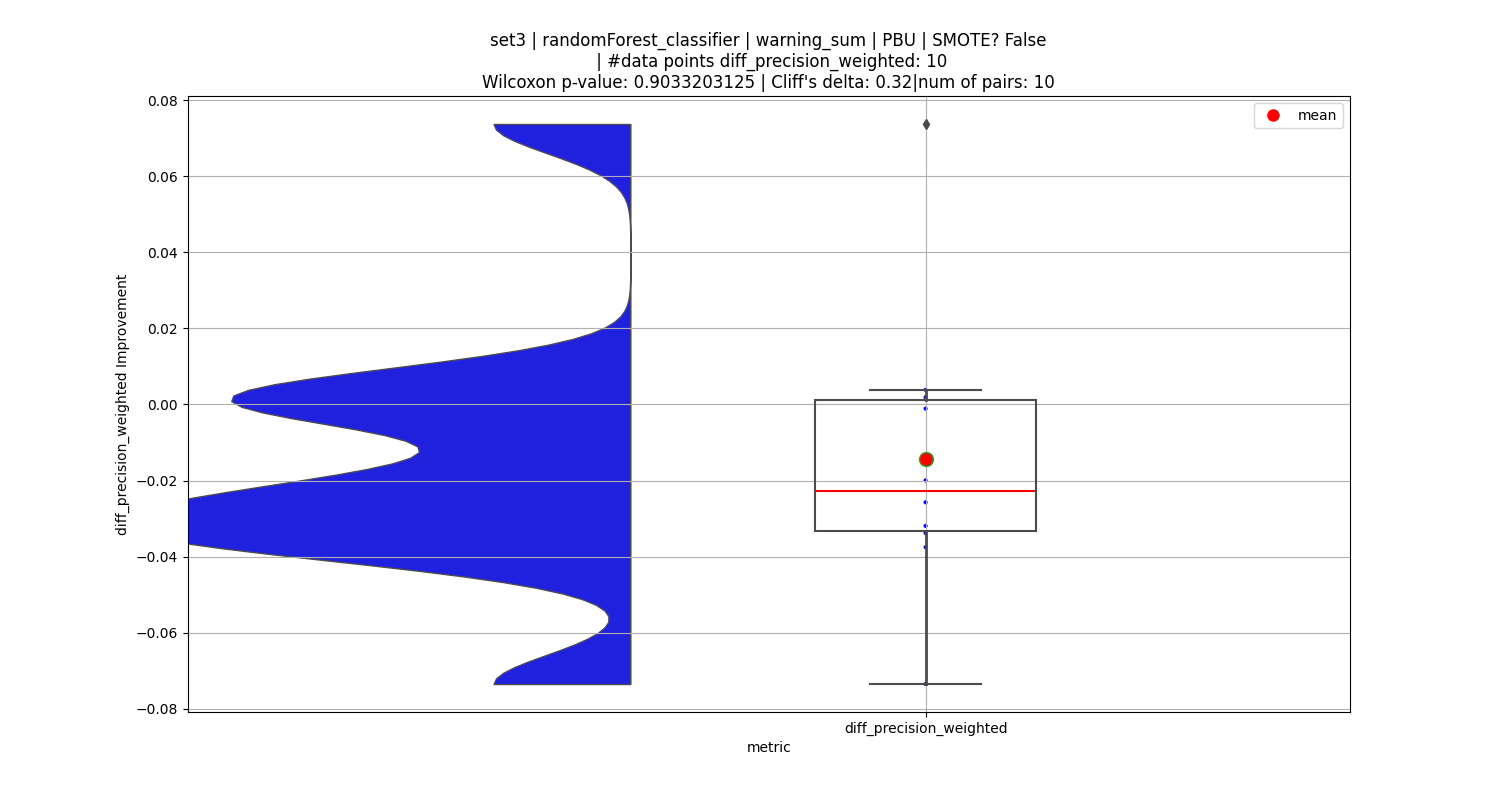 set3 | randomForest_classifier | warning_sum | PBU | SMOTE? False
| #data points diff_precision_weighted: 10
Wilcoxon p-value: 0.9033203125 | Cliff's delta: 0.32|num of pairs: 10
mean
0.08
0.06
0.04
0.02
0.00
−0.02
−0.04
−0.06
−0.08
diff_precision_weighted Improvement
diff_precision_weighted
metric